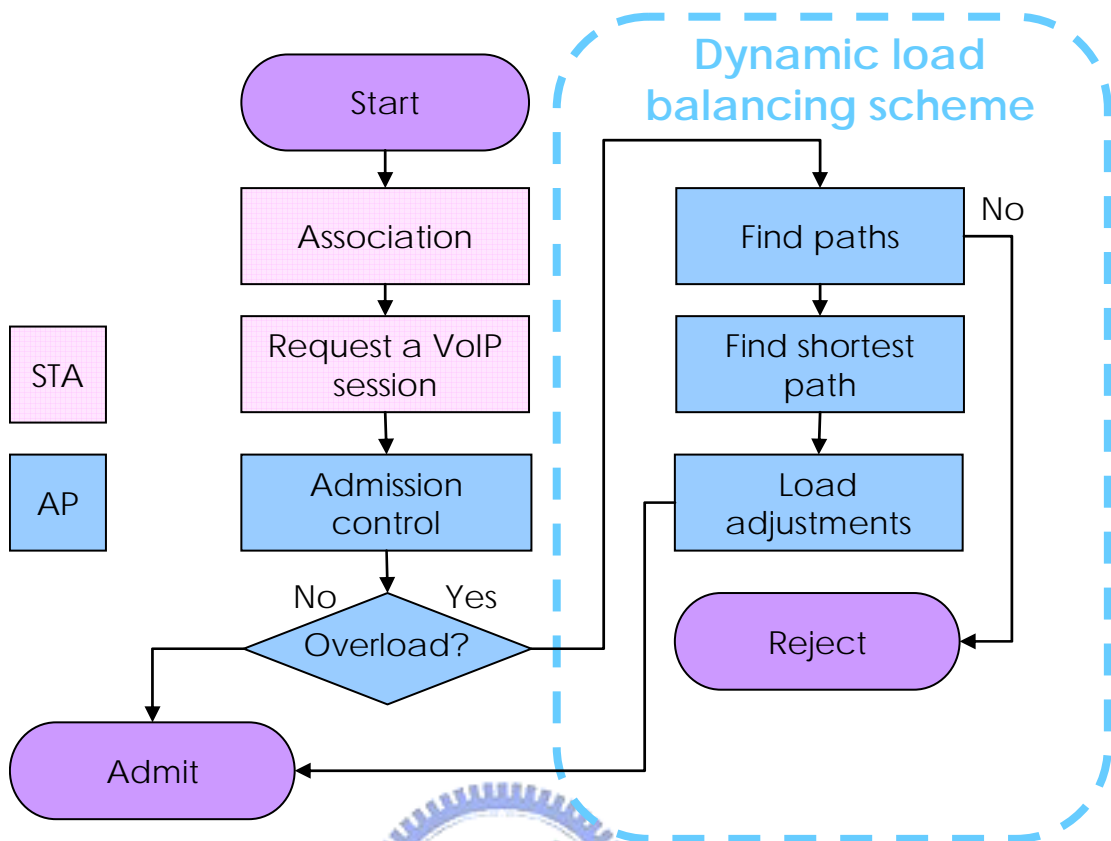 Dynamic load
balancing scheme
Start
Association
Request a VoIP
session
Admission
control
No
Yes
Overload?
Admit
STA
AP
Find paths
No
Find shortest
path
Load
adjustments
Reject